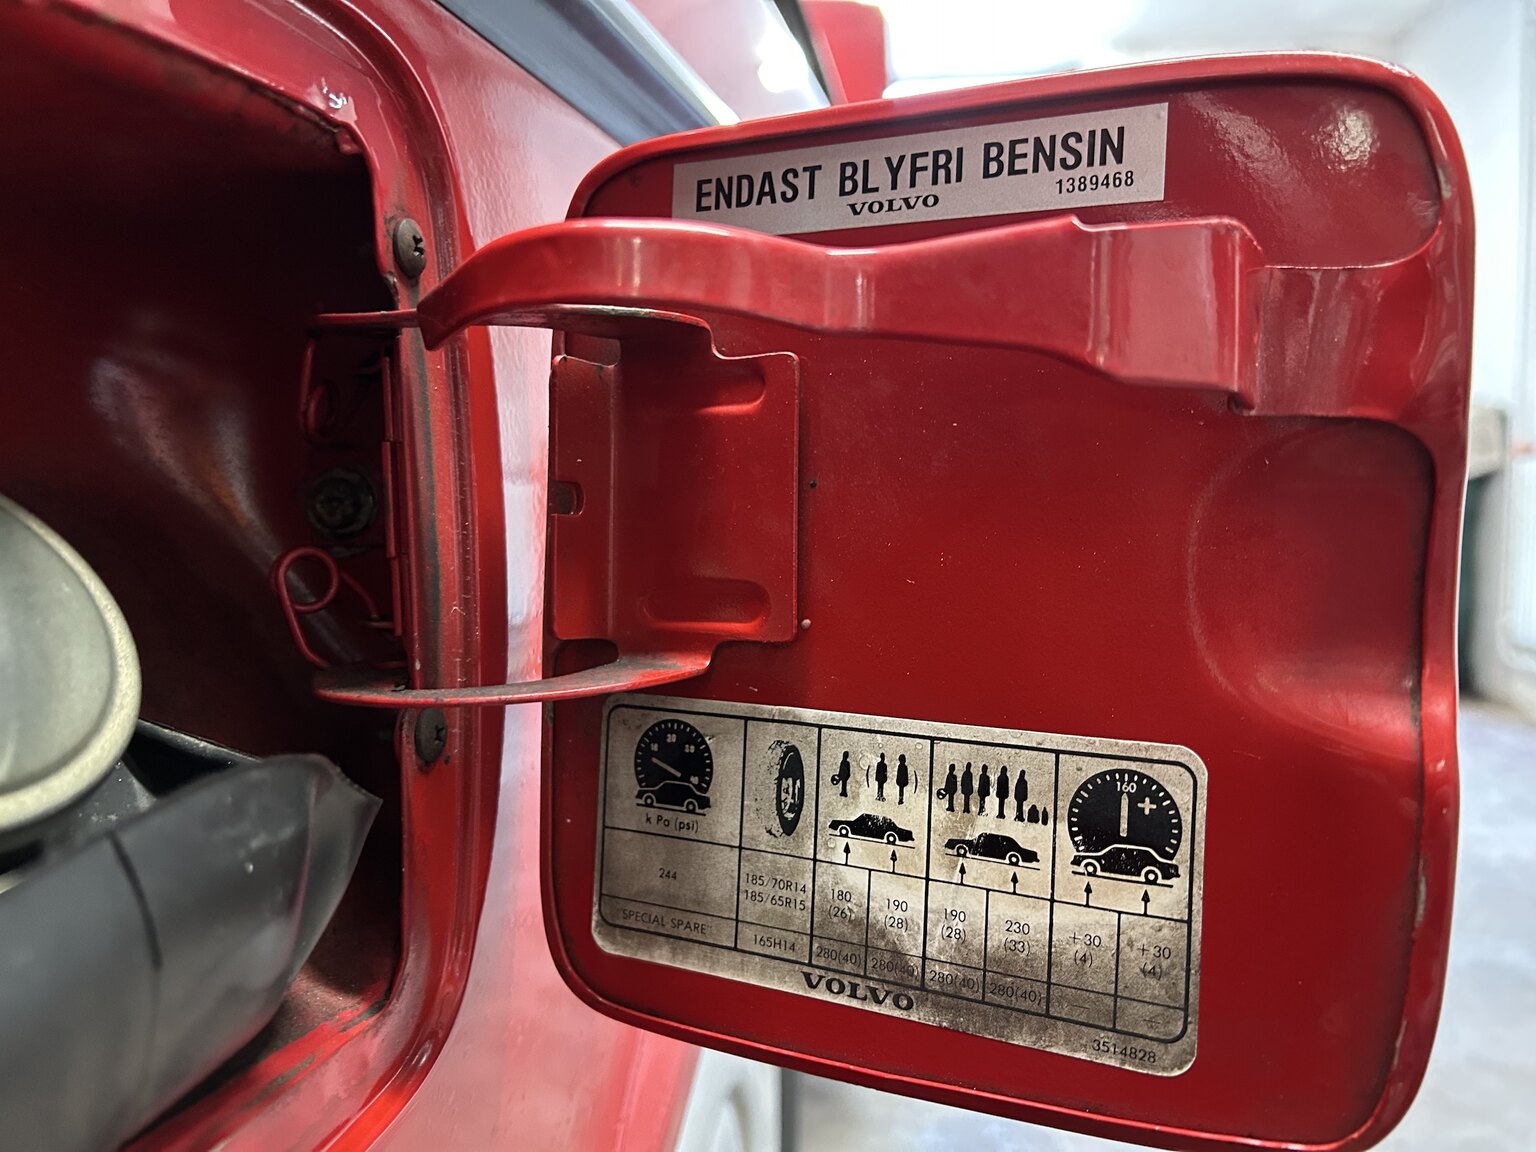 ENDAST BLYFRI BENSIN
VOLVO 1389468
160
k Pa (psi)
244 185/70R14 185/65R15 180 (26) 190 (28) 190 (28) 230 (33) +30 (4) +30 (4)
"SPECIAL SPARE" 165H14 280(40) 280(40) 280(40) 280(40)
VOLVO
3514828